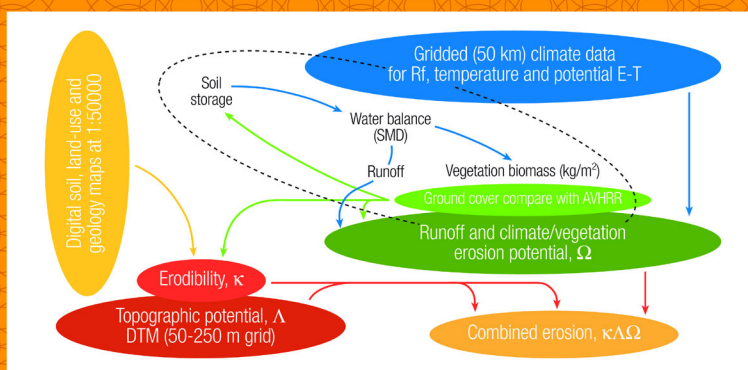 Gridded (50 km) climate data
for Rf, temperature and potential E-T
Soil
storage
Water balance
(SMD)
Runoff
Vegetation biomass (kg/m²)
Ground cover compare with AVHRR
Runoff and climate/vegetation
erosion potential, Ω
Digital soil, land-use and
geology maps at 1:50000
Erodibility, κ
Topographic potential, Λ
DTM (50-250 m grid)
Combined erosion, κΛΩ